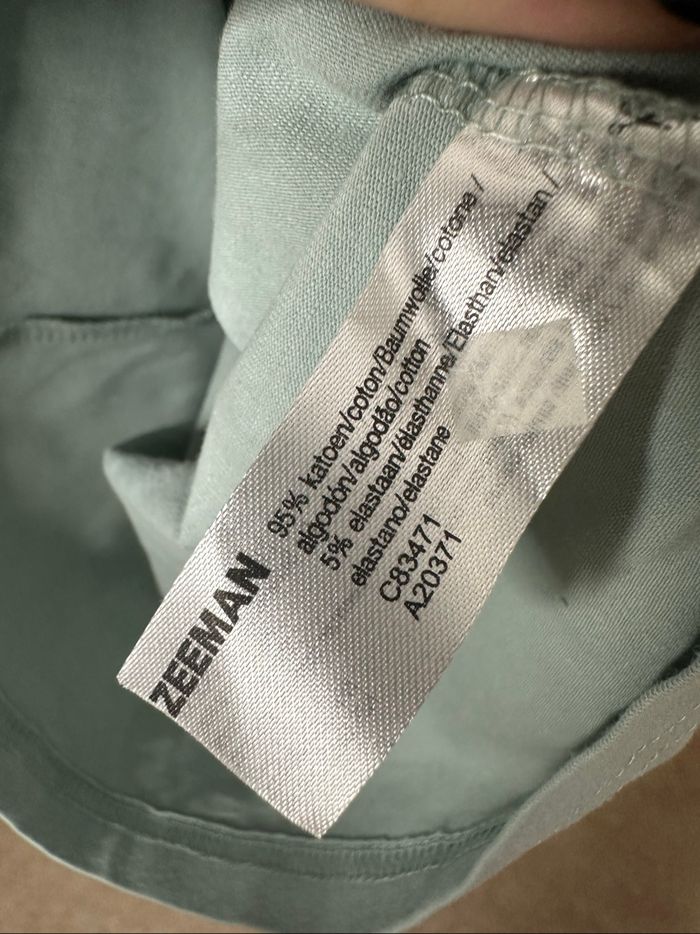 ZEEMAN
95% katoen/coton/Baumwolle/cotone/
algodón/algodão/cotton
5% elastaan/élasthanne/Elasthan/elastan/
elastano/elastane
C83471
A20371